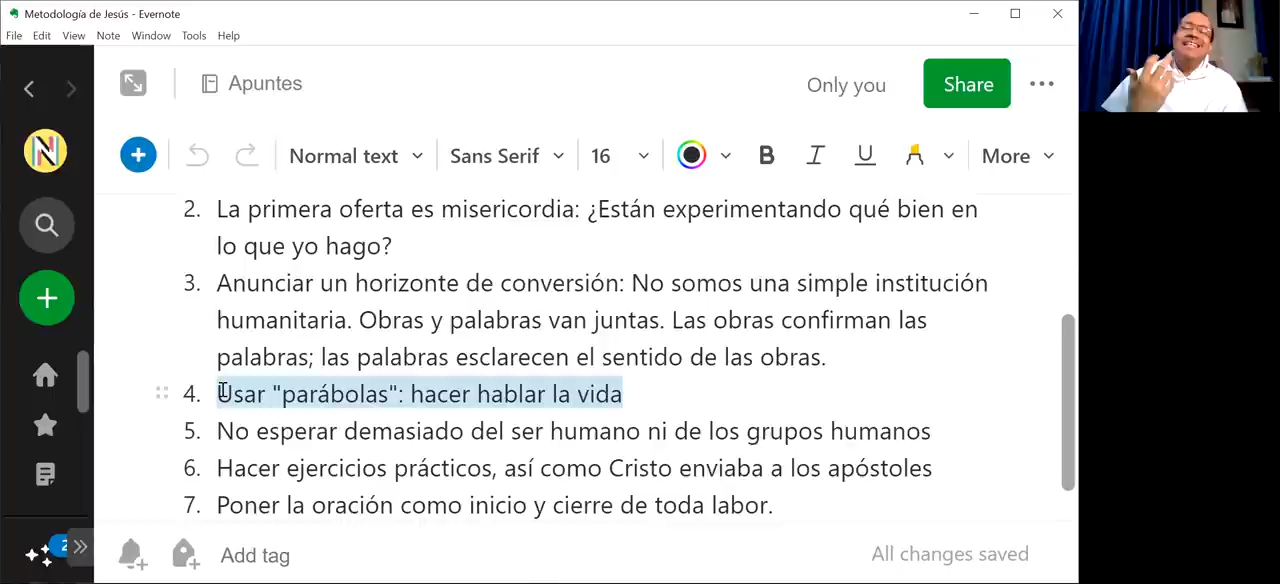 Metodología de Jesús - Evernote
File Edit View Note Window Tools Help
Apuntes
Only you
Share
Normal text
Sans Serif
16
B I U
More
2. La primera oferta es misericordia: ¿Están experimentando qué bien en
lo que yo hago?
3. Anunciar un horizonte de conversión: No somos una simple institución
humanitaria. Obras y palabras van juntas. Las obras confirman las
palabras; las palabras esclarecen el sentido de las obras.
4. Usar "parábolas": hacer hablar la vida
5. No esperar demasiado del ser humano ni de los grupos humanos
6. Hacer ejercicios prácticos, así como Cristo enviaba a los apóstoles
7. Poner la oración como inicio y cierre de toda labor.
2
Add tag
All changes saved